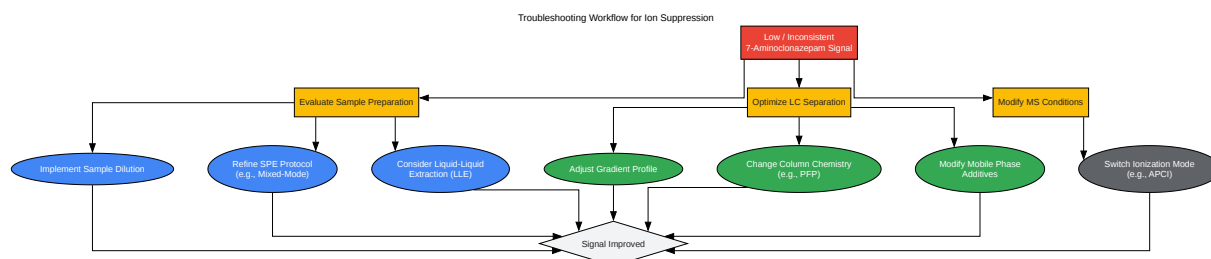 Troubleshooting Workflow for Ion Suppression
Low / Inconsistent
7-Aminoclonazepam Signal
Evaluate Sample Preparation
Optimize LC Separation
Modify MS Conditions
Implement Sample Dilution
Refine SPE Protocol
(e.g., Mixed-Mode)
Consider Liquid-Liquid
Extraction (LLE)
Adjust Gradient Profile
Change Column Chemistry
(e.g., PFP)
Modify Mobile Phase
Additives
Switch Ionization Mode
(e.g., APCI)
Signal Improved